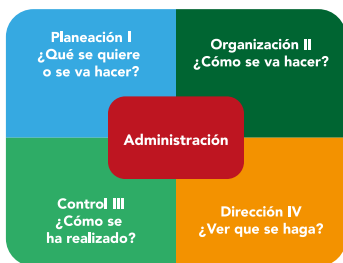 Planeación I
¿Qué se quiere
o se va hacer?
Organización II
¿Cómo se va hacer?
Administración
Control III
¿Cómo se
ha realizado?
Dirección IV
¿Ver que se haga?